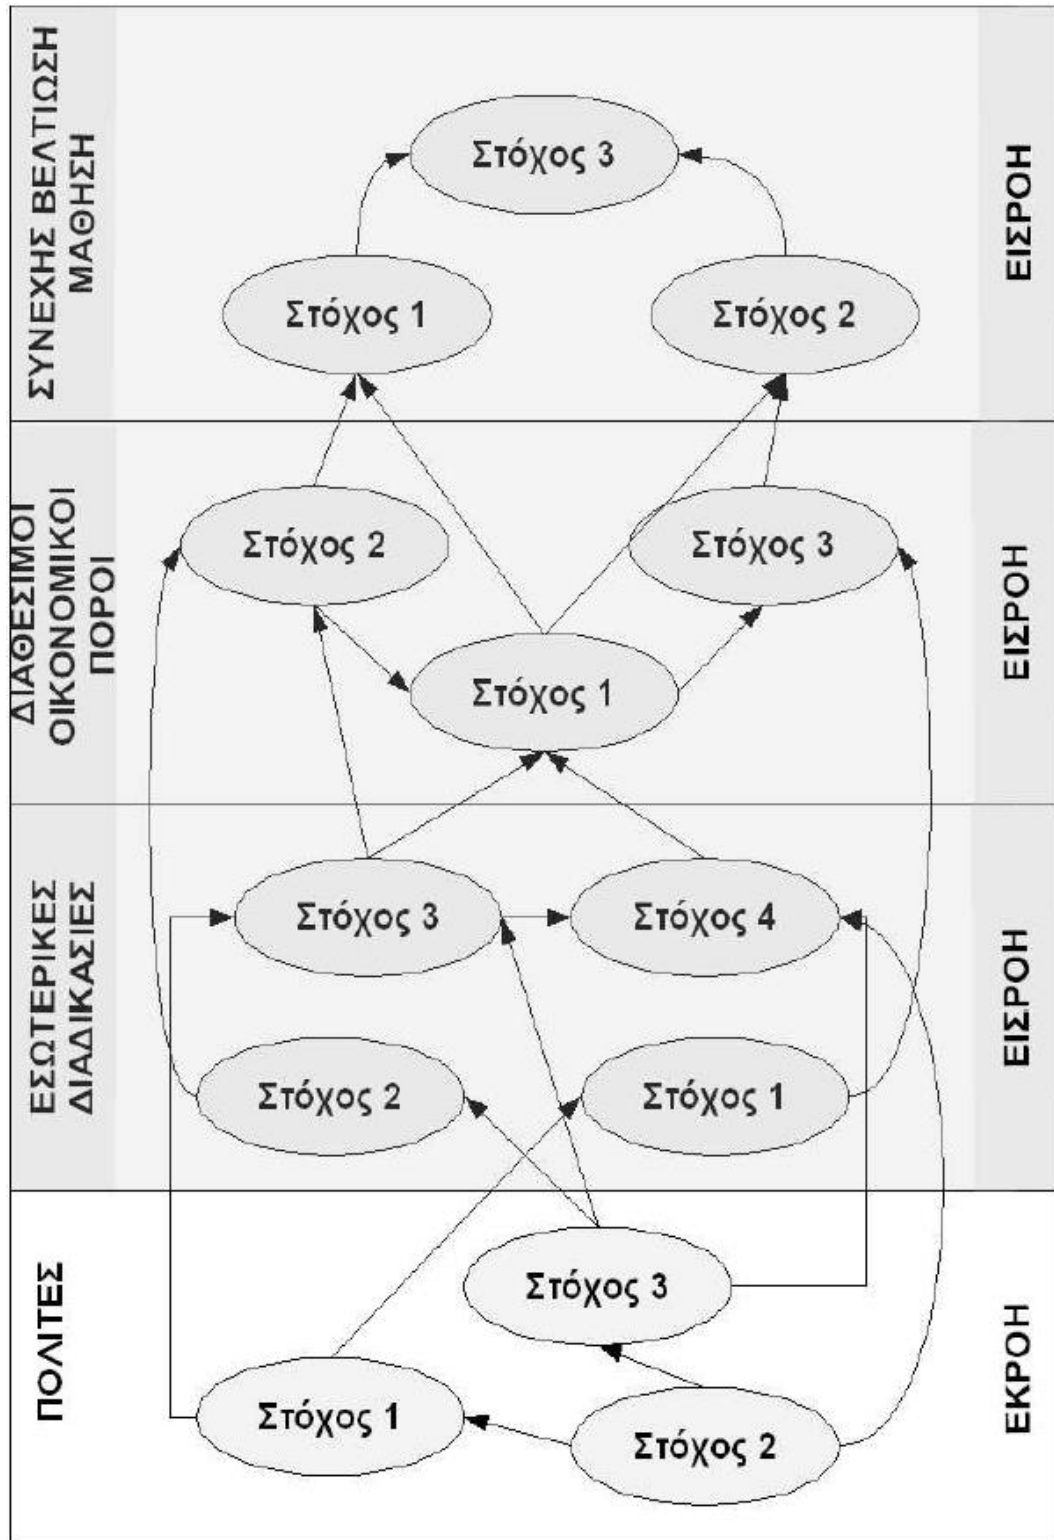 ΣΥΝΕΧΗΣ ΒΕΛΤΙΩΣΗ
ΜΑΘΗΣΗ
Στόχος 3
Στόχος 1
Στόχος 2
ΕΙΣΡΟΗ
ΔΙΑΘΕΣΙΜΟΙ
ΟΙΚΟΝΟΜΙΚΟΙ
ΠΟΡΟΙ
Στόχος 2
Στόχος 3
Στόχος 1
ΕΙΣΡΟΗ
ΕΣΩΤΕΡΙΚΕΣ
ΔΙΑΔΙΚΑΣΙΕΣ
Στόχος 3
Στόχος 4
Στόχος 2
Στόχος 1
ΕΙΣΡΟΗ
ΠΟΛΙΤΕΣ
Στόχος 3
Στόχος 1
Στόχος 2
ΕΚΡΟΗ